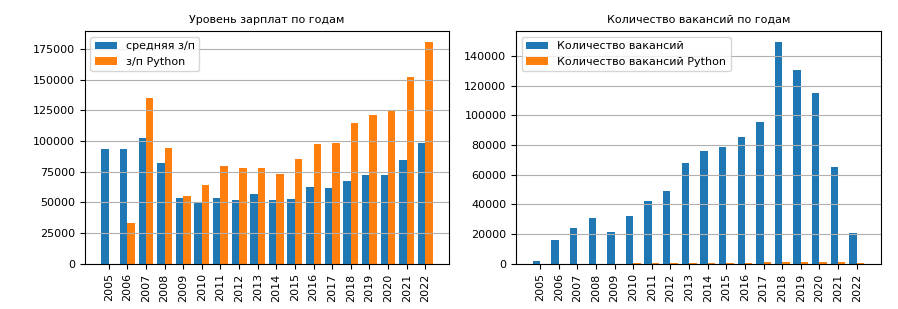 Уровень зарплат по годам
175000
150000
125000
100000
75000
50000
25000
0
средняя з/п
з/п Python
2005 2006 2007 2008 2009 2010 2011 2012 2013 2014 2015 2016 2017 2018 2019 2020 2021 2022
Количество вакансий по годам
140000
120000
100000
80000
60000
40000
20000
0
Количество вакансий
Количество вакансий Python
2005 2006 2007 2008 2009 2010 2011 2012 2013 2014 2015 2016 2017 2018 2019 2020 2021 2022